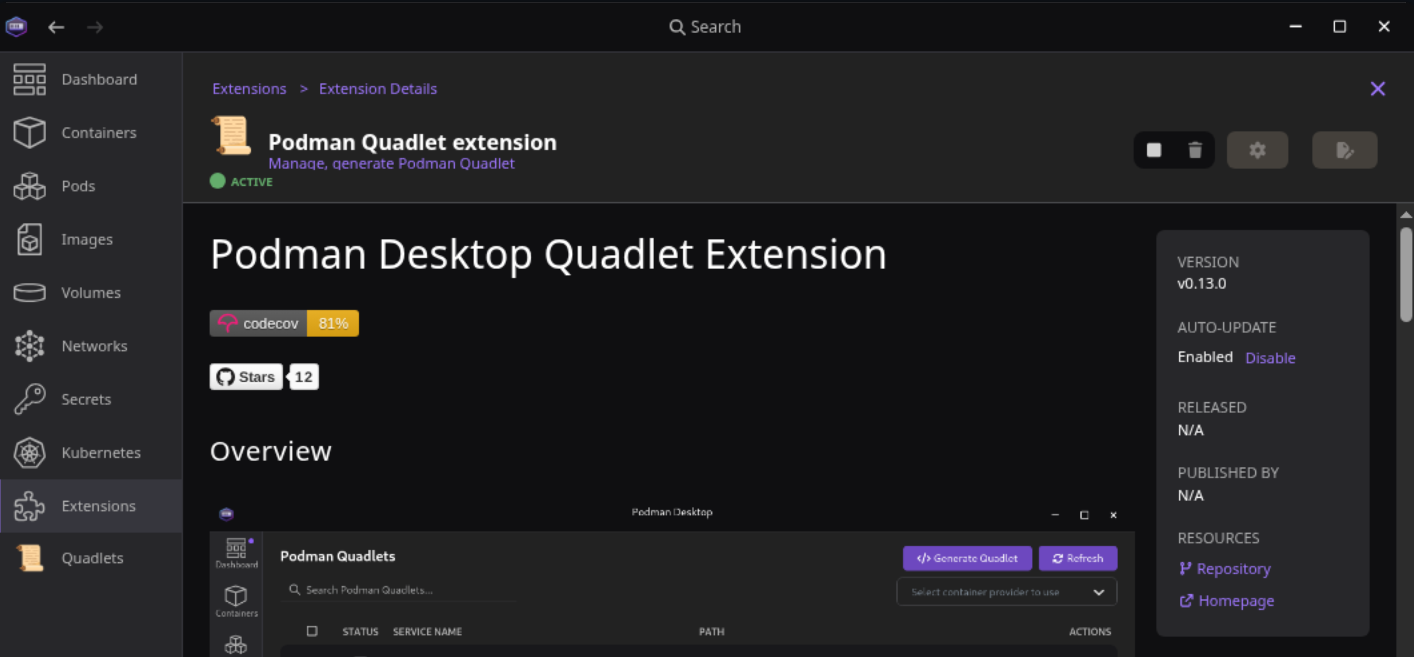 Search
Dashboard
Containers
Pods
Images
Volumes
Networks
Secrets
Kubernetes
Extensions
Quadlets
Extensions > Extension Details
Podman Quadlet extension
Manage, generate Podman Quadlet
ACTIVE
Podman Desktop Quadlet Extension
codecov 81%
Stars 12
Overview
Podman Desktop
Dashboard
Containers
Podman Quadlets
</> Generate Quadlet
Refresh
Search Podman Quadlets...
Select container provider to use
STATUS SERVICE NAME PATH ACTIONS
VERSION
v0.13.0
AUTO-UPDATE
Enabled Disable
RELEASED
N/A
PUBLISHED BY
N/A
RESOURCES
Repository
Homepage